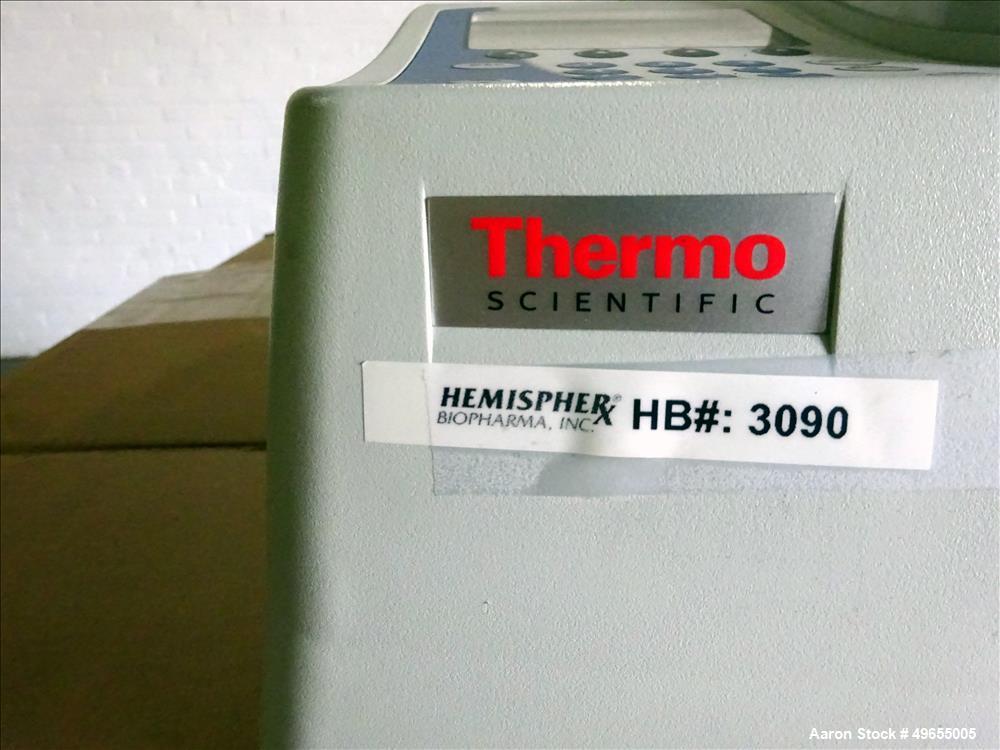 Thermo
SCIENTIFIC
HEMISPHERX® HB#: 3090
BIOPHARMA, INC.
Aaron Stock # 49655005